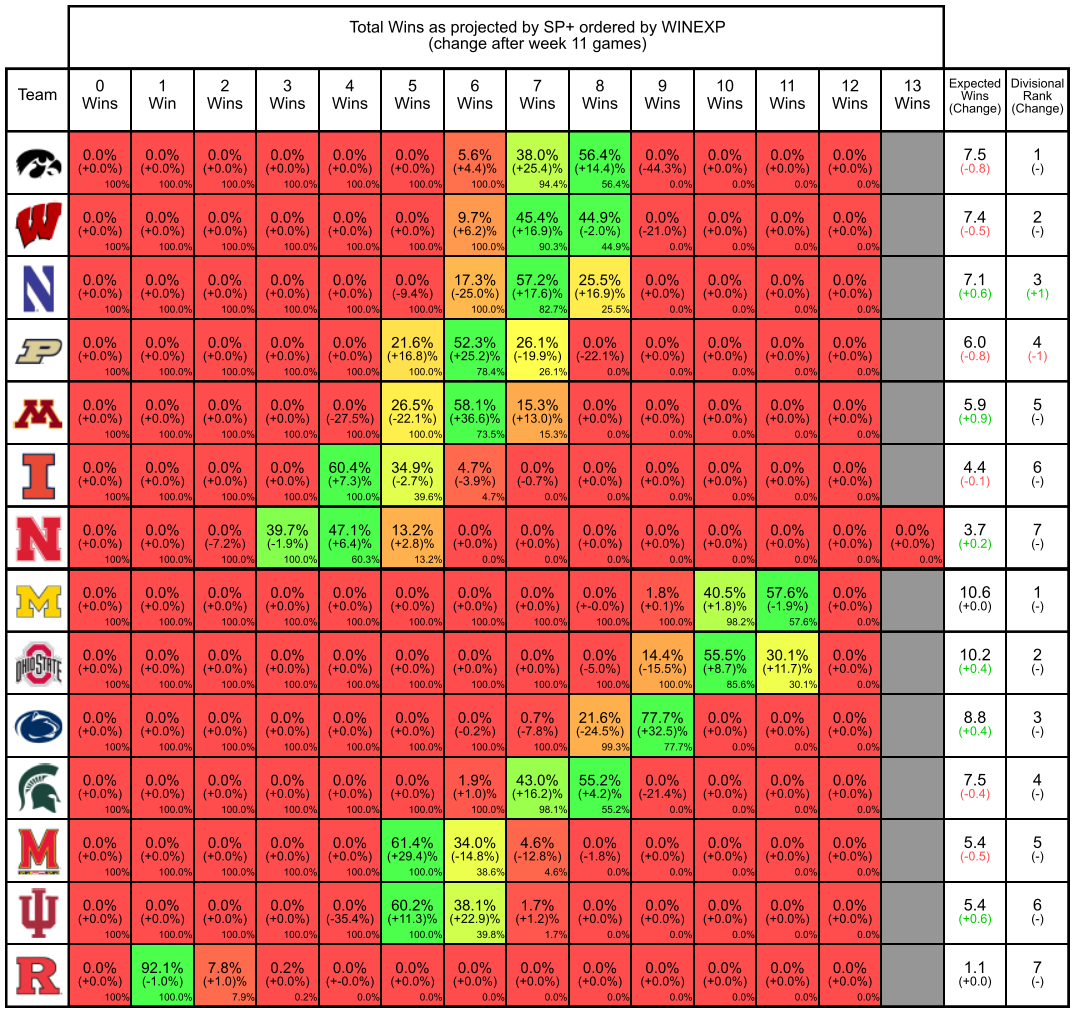 Total Wins as projected by SP+ ordered by WINEXP
(change after week 11 games)
Team
0 Wins
1 Win
2 Wins
3 Wins
4 Wins
5 Wins
6 Wins
7 Wins
8 Wins
9 Wins
10 Wins
11 Wins
12 Wins
13 Wins
Expected Wins (Change)
Divisional Rank (Change)
0.0% 0.0% 0.0% 0.0% 0.0% 0.0% 5.6% 38.0% 56.4% 0.0% 0.0% 0.0% 0.0% 7.5 1
(+0.0%) (+0.0%) (+0.0%) (+0.0%) (+0.0%) (+0.0%) (+4.4)% (+25.4)% (+14.4)% (-44.3%) (+0.0%) (+0.0%) (+0.0%) (-0.8) (-)
100% 100.0% 100.0% 100.0% 100.0% 100.0% 100.0% 94.4% 56.4% 0.0% 0.0% 0.0% 0.0%
W 0.0% 0.0% 0.0% 0.0% 0.0% 0.0% 9.7% 45.4% 44.9% 0.0% 0.0% 0.0% 0.0% 7.4 2
(+0.0%) (+0.0%) (+0.0%) (+0.0%) (+0.0%) (+0.0%) (+6.2)% (+16.9)% (-2.0%) (-21.0%) (+0.0%) (+0.0%) (+0.0%) (-0.5) (-)
100% 100.0% 100.0% 100.0% 100.0% 100.0% 100.0% 90.3% 44.9% 0.0% 0.0% 0.0% 0.0%
N 0.0% 0.0% 0.0% 0.0% 0.0% 0.0% 17.3% 57.2% 25.5% 0.0% 0.0% 0.0% 0.0% 7.1 3
(+0.0%) (+0.0%) (+0.0%) (+0.0%) (+0.0%) (-9.4%) (-25.0%) (+17.6)% (+16.9)% (+0.0%) (+0.0%) (+0.0%) (+0.0%) (+0.6) (+1)
100% 100.0% 100.0% 100.0% 100.0% 100.0% 100.0% 82.7% 25.5% 0.0% 0.0% 0.0% 0.0%
P 0.0% 0.0% 0.0% 0.0% 0.0% 21.6% 52.3% 26.1% 0.0% 0.0% 0.0% 0.0% 0.0% 6.0 4
(+0.0%) (+0.0%) (+0.0%) (+0.0%) (+0.0%) (+16.8)% (+25.2)% (-19.9%) (-22.1%) (+0.0%) (+0.0%) (+0.0%) (+0.0%) (-0.8) (-1)
100% 100.0% 100.0% 100.0% 100.0% 100.0% 78.4% 26.1% 0.0% 0.0% 0.0% 0.0% 0.0%
M 0.0% 0.0% 0.0% 0.0% 0.0% 26.5% 58.1% 15.3% 0.0% 0.0% 0.0% 0.0% 0.0% 5.9 5
(+0.0%) (+0.0%) (+0.0%) (+0.0%) (-27.5%) (-22.1%) (+36.6)% (+13.0)% (+0.0%) (+0.0%) (+0.0%) (+0.0%) (+0.0%) (+0.9) (-)
100% 100.0% 100.0% 100.0% 100.0% 100.0% 73.5% 15.3% 0.0% 0.0% 0.0% 0.0% 0.0%
I 0.0% 0.0% 0.0% 0.0% 60.4% 34.9% 4.7% 0.0% 0.0% 0.0% 0.0% 0.0% 0.0% 4.4 6
(+0.0%) (+0.0%) (+0.0%) (+0.0%) (+7.3)% (-2.7%) (-3.9%) (-0.7%) (+0.0%) (+0.0%) (+0.0%) (+0.0%) (+0.0%) (-0.1) (-)
100% 100.0% 100.0% 100.0% 100.0% 39.6% 4.7% 0.0% 0.0% 0.0% 0.0% 0.0% 0.0%
N 0.0% 0.0% 0.0% 39.7% 47.1% 13.2% 0.0% 0.0% 0.0% 0.0% 0.0% 0.0% 0.0% 0.0% 3.7 7
(+0.0%) (+0.0%) (-7.2%) (-1.9%) (+6.4)% (+2.8)% (+0.0%) (+0.0%) (+0.0%) (+0.0%) (+0.0%) (+0.0%) (+0.0%) (+0.0%) (+0.2) (-)
100% 100.0% 100.0% 100.0% 60.3% 13.2% 0.0% 0.0% 0.0% 0.0% 0.0% 0.0% 0.0% 0.0%
M 0.0% 0.0% 0.0% 0.0% 0.0% 0.0% 0.0% 0.0% 0.0% 1.8% 40.5% 57.6% 0.0% 10.6 1
(+0.0%) (+0.0%) (+0.0%) (+0.0%) (+0.0%) (+0.0%) (+0.0%) (+0.0%) (+-0.0%) (+0.1)% (+1.8)% (-1.9%) (+0.0%) (+0.0) (-)
100% 100.0% 100.0% 100.0% 100.0% 100.0% 100.0% 100.0% 100.0% 100.0% 98.2% 57.6% 0.0%
OHIO STATE 0.0% 0.0% 0.0% 0.0% 0.0% 0.0% 0.0% 0.0% 0.0% 14.4% 55.5% 30.1% 0.0% 10.2 2
(+0.0%) (+0.0%) (+0.0%) (+0.0%) (+0.0%) (+0.0%) (+0.0%) (+0.0%) (-5.0%) (-15.5%) (+8.7)% (+11.7)% (+0.0%) (+0.4) (-)
100% 100.0% 100.0% 100.0% 100.0% 100.0% 100.0% 100.0% 100.0% 100.0% 85.6% 30.1% 0.0%
0.0% 0.0% 0.0% 0.0% 0.0% 0.0% 0.0% 0.7% 21.6% 77.7% 0.0% 0.0% 0.0% 8.8 3
(+0.0%) (+0.0%) (+0.0%) (+0.0%) (+0.0%) (+0.0%) (-0.2%) (-7.8%) (-24.5%) (+32.5)% (+0.0%) (+0.0%) (+0.0%) (+0.4) (-)
100% 100.0% 100.0% 100.0% 100.0% 100.0% 100.0% 100.0% 99.3% 77.7% 0.0% 0.0% 0.0%
0.0% 0.0% 0.0% 0.0% 0.0% 0.0% 1.9% 43.0% 55.2% 0.0% 0.0% 0.0% 0.0% 7.5 4
(+0.0%) (+0.0%) (+0.0%) (+0.0%) (+0.0%) (+0.0%) (+1.0)% (+16.2)% (+4.2)% (-21.4%) (+0.0%) (+0.0%) (+0.0%) (-0.4) (-)
100% 100.0% 100.0% 100.0% 100.0% 100.0% 100.0% 98.1% 55.2% 0.0% 0.0% 0.0% 0.0%
M 0.0% 0.0% 0.0% 0.0% 0.0% 61.4% 34.0% 4.6% 0.0% 0.0% 0.0% 0.0% 0.0% 5.4 5
(+0.0%) (+0.0%) (+0.0%) (+0.0%) (+0.0%) (+29.4)% (-14.8%) (-12.8%) (-1.8%) (+0.0%) (+0.0%) (+0.0%) (+0.0%) (-0.5) (-)
100% 100.0% 100.0% 100.0% 100.0% 100.0% 38.6% 4.6% 0.0% 0.0% 0.0% 0.0% 0.0%
0.0% 0.0% 0.0% 0.0% 0.0% 60.2% 38.1% 1.7% 0.0% 0.0% 0.0% 0.0% 0.0% 5.4 6
(+0.0%) (+0.0%) (+0.0%) (+0.0%) (-35.4%) (+11.3)% (+22.9)% (+1.2)% (+0.0%) (+0.0%) (+0.0%) (+0.0%) (+0.0%) (+0.6) (-)
100% 100.0% 100.0% 100.0% 100.0% 100.0% 39.8% 1.7% 0.0% 0.0% 0.0% 0.0% 0.0%
R 0.0% 92.1% 7.8% 0.2% 0.0% 0.0% 0.0% 0.0% 0.0% 0.0% 0.0% 0.0% 0.0% 1.1 7
(+0.0%) (-1.0%) (+1.0)% (+0.0%) (+-0.0%) (+0.0%) (+0.0%) (+0.0%) (+0.0%) (+0.0%) (+0.0%) (+0.0%) (+0.0%) (+0.0) (-)
100% 100.0% 7.9% 0.2% 0.0% 0.0% 0.0% 0.0% 0.0% 0.0% 0.0% 0.0% 0.0%